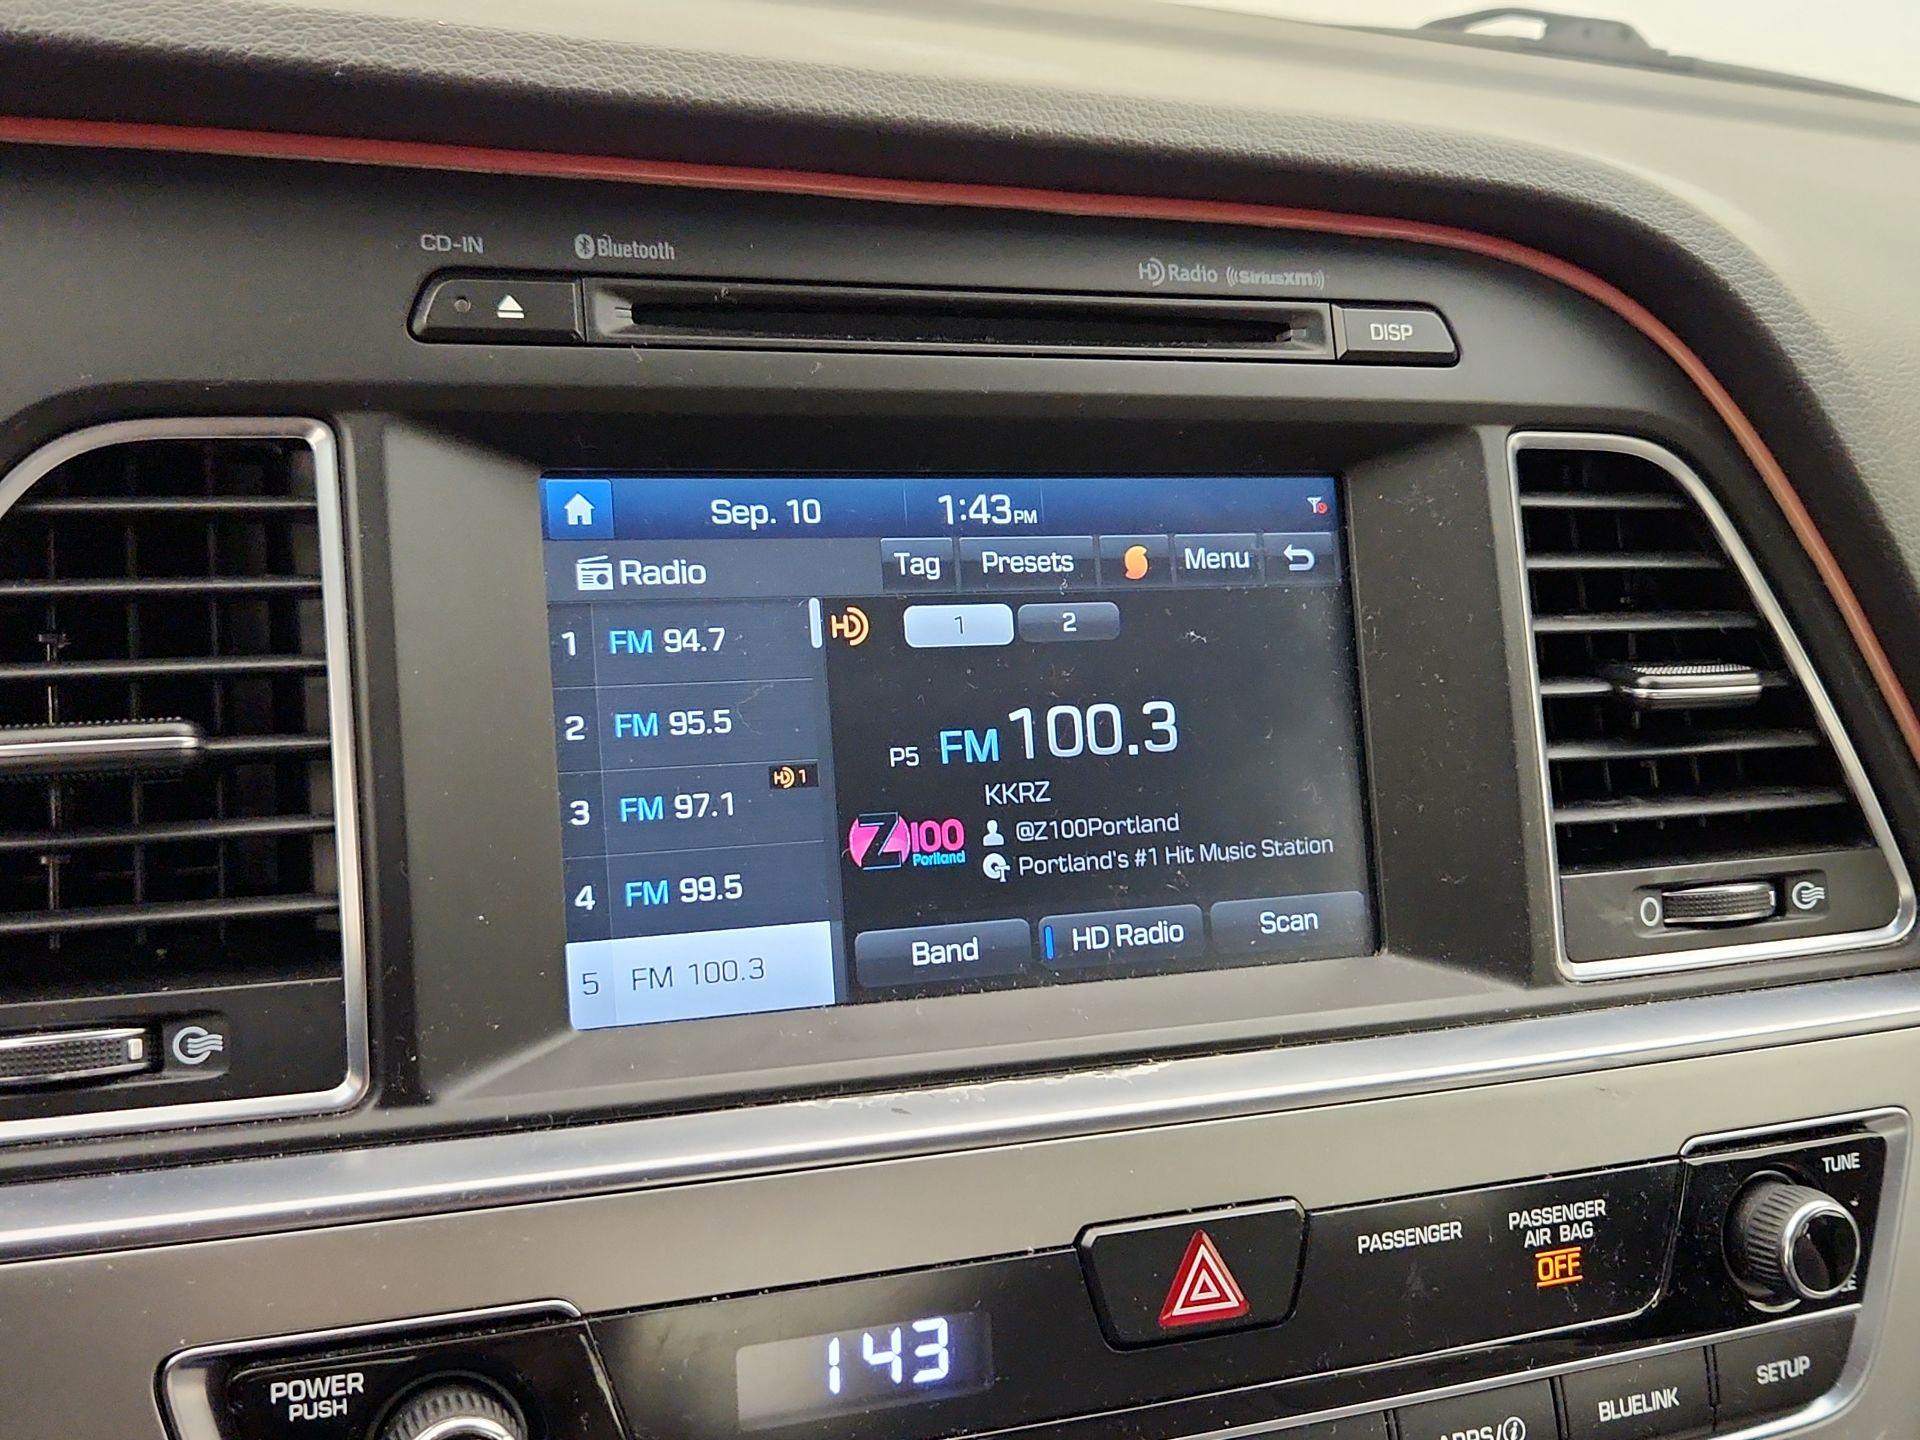 CD-IN
Bluetooth
HD Radio ((SiriusXM))
DISP
Sep. 10
1:43 PM
Radio
Tag
Presets
Menu
1 FM 94.7
HD 1 2
2 FM 95.5
HD 1
3 FM 97.1
4 FM 99.5
5 FM 100.3
P5 FM 100.3
KKRZ
Z100
Portland
@Z100Portland
Portland's #1 Hit Music Station
Band
HD Radio
Scan
TUNE
PASSENGER
PASSENGER
AIR BAG
OFF
1 43
POWER
PUSH
SETUP
BLUELINK
APPS/i